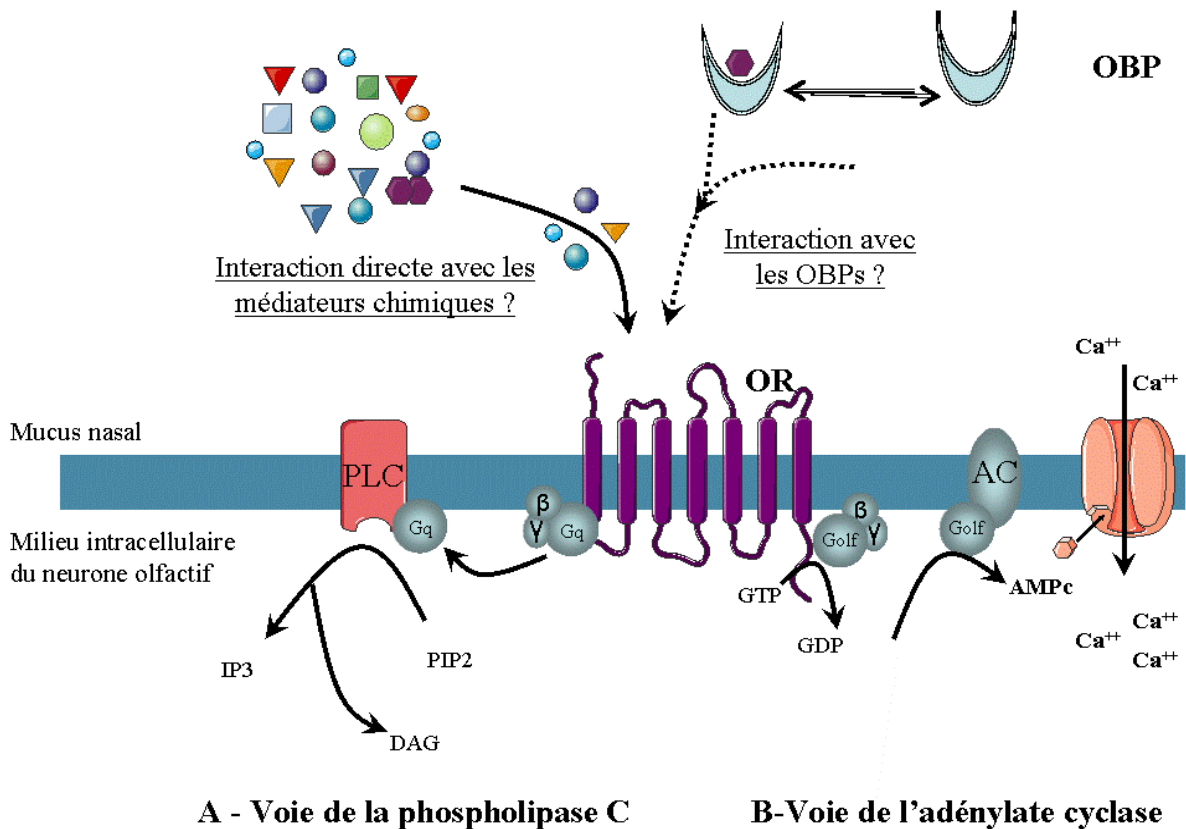 OBP
Interaction directe avec les
médiateurs chimiques ?
Interaction avec
les OBPs ?
OR
Ca++
Ca++
Mucus nasal
PLC
Gq
β
γ
Gq
β
Golf
γ
AC
Golf
Milieu intracellulaire
du neurone olfactif
GTP
GDP
AMPc
IP3
PIP2
DAG
Ca++
Ca++
Ca++
A - Voie de la phospholipase C
B-Voie de l’adénylate cyclase